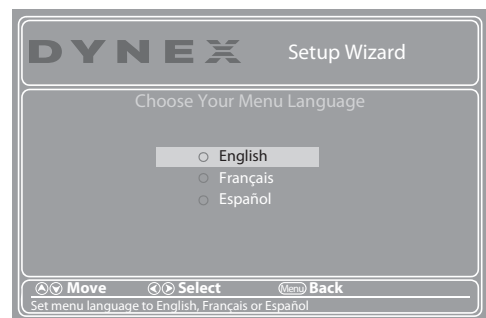 DYNEX Setup Wizard
Choose Your Menu Language
English
Français
Español
Move Select Menu Back
Set menu language to English, Français or Español